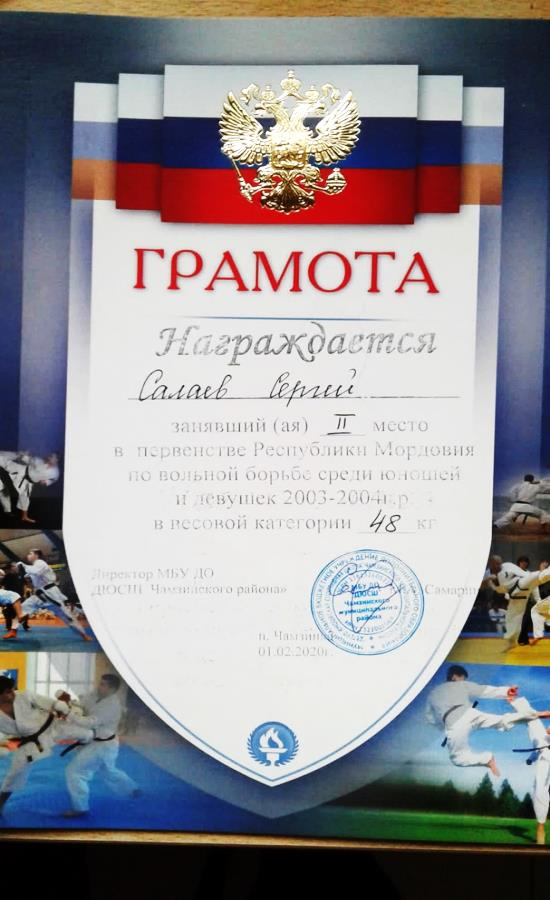 ГРАМОТА
Награждается
Салаев Сергей
занявший (ая) II место
в первенстве Республики Мордовия
по вольной борьбе среди юношей
и девушек 2003-2004г.р.
в весовой категории 48 кг
Директор МБУ ДО
"ДЮСШ Чамзинского района" Самарин
МБУ ДО
"ДЮСШ"
Чамзинского
муниципального
района
п. Чамзинка
01.02.2020г.